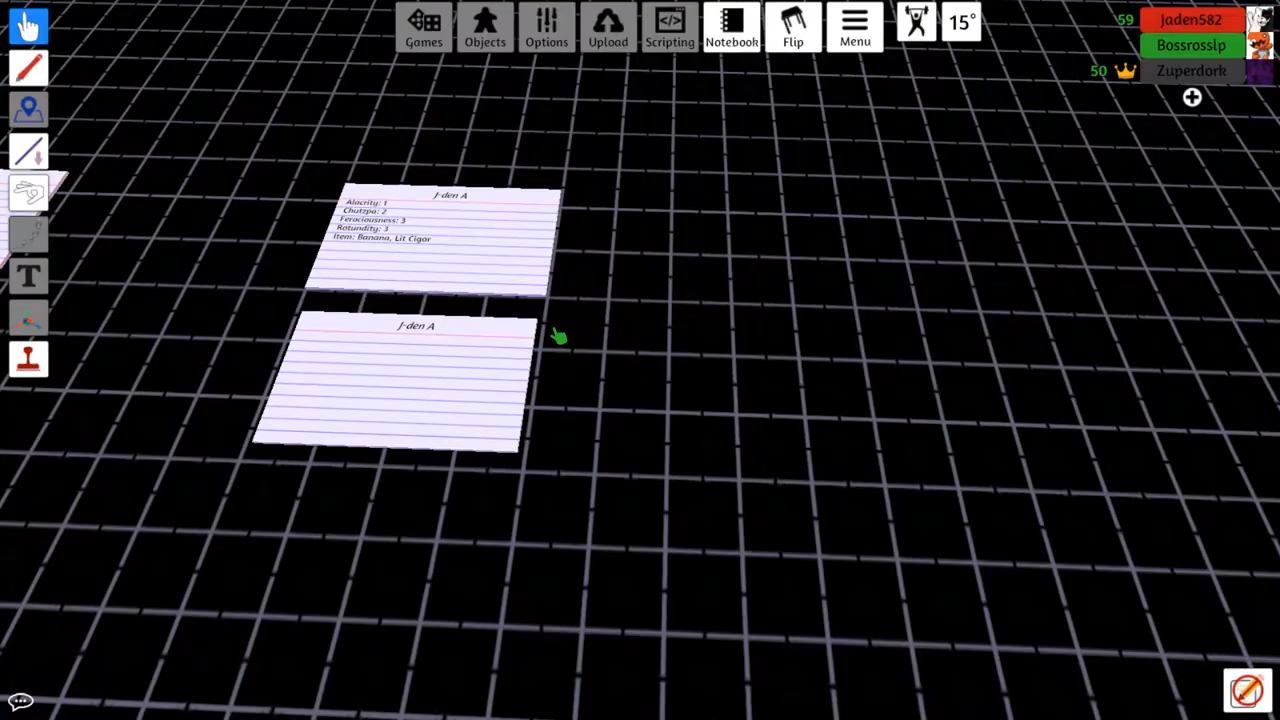 Games
Objects
Options
Upload
Scripting
Notebook
Flip
Menu
15°
59
Jaden582
Bossrosslp
50
Zuperdork
T
J-den A
Alacrity: 1
Chutzpa: 2
Ferociousness: 3
Rotundity: 3
Item: Banana, Lit Cigar
J-den A